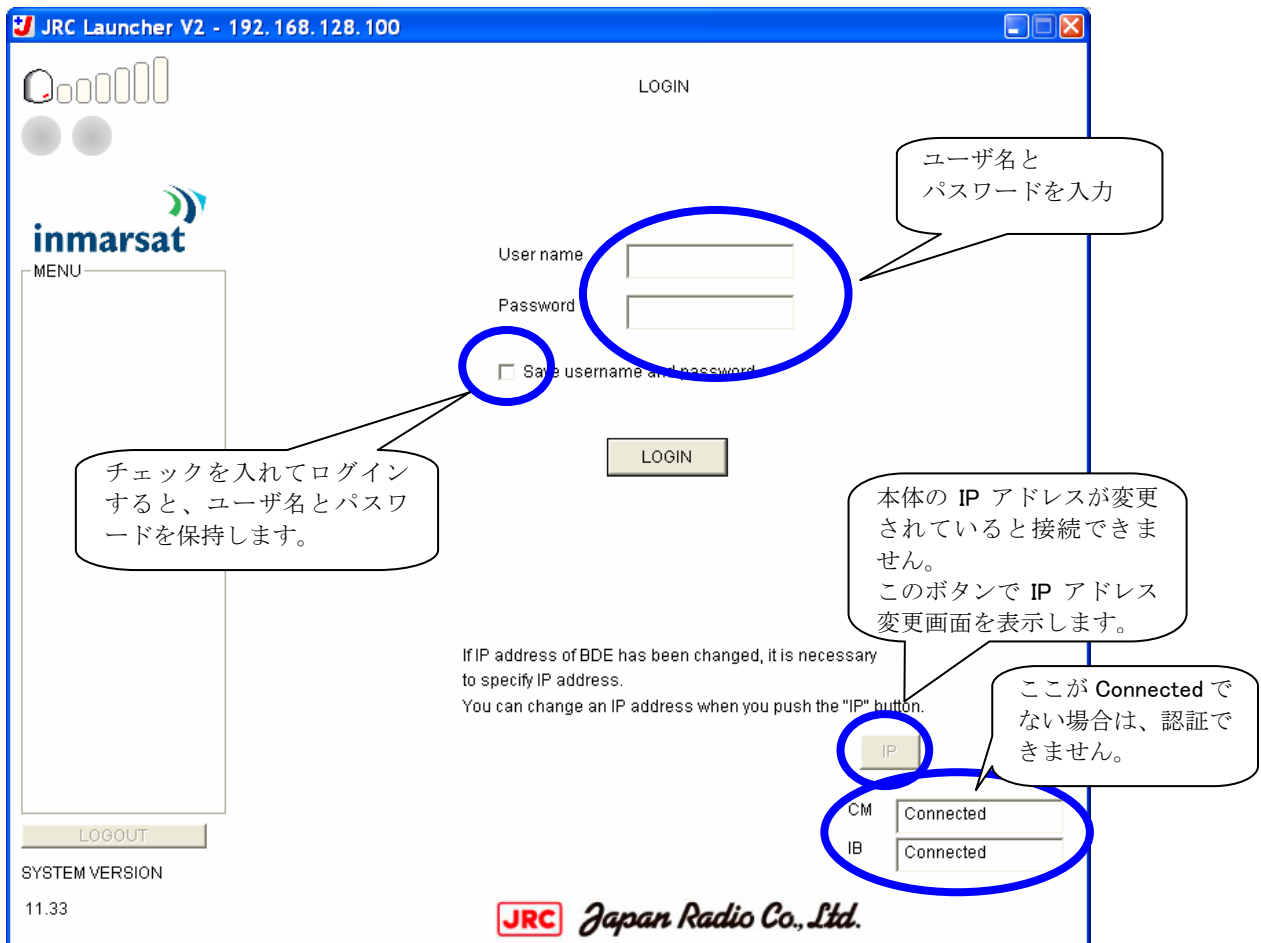 JRC Launcher V2 - 192.168.128.100
LOGIN
ユーザ名と
パスワードを入力
inmarsat
MENU
User name
Password
Save username and password
チェックを入れてログイン
すると、ユーザ名とパスワ
ードを保持します。
LOGIN
本体の IP アドレスが変更
されていると接続できま
せん。
このボタンで IP アドレス
変更画面を表示します。
If IP address of BDE has been changed, it is necessary
to specify IP address.
You can change an IP address when you push the "IP" button.
ここが Connected で
ない場合は、認証で
きません。
IP
CM Connected
IB Connected
LOGOUT
SYSTEM VERSION
11.33
JRC Japan Radio Co., Ltd.